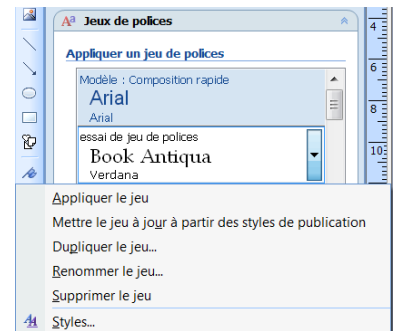 Jeux de polices
Appliquer un jeu de polices
Modèle : Composition rapide
Arial
Arial
essai de jeu de polices
Book Antiqua
Verdana
4
6
8
10
Appliquer le jeu
Mettre le jeu à jour à partir des styles de publication
Dupliquer le jeu...
Renommer le jeu...
Supprimer le jeu
Styles...